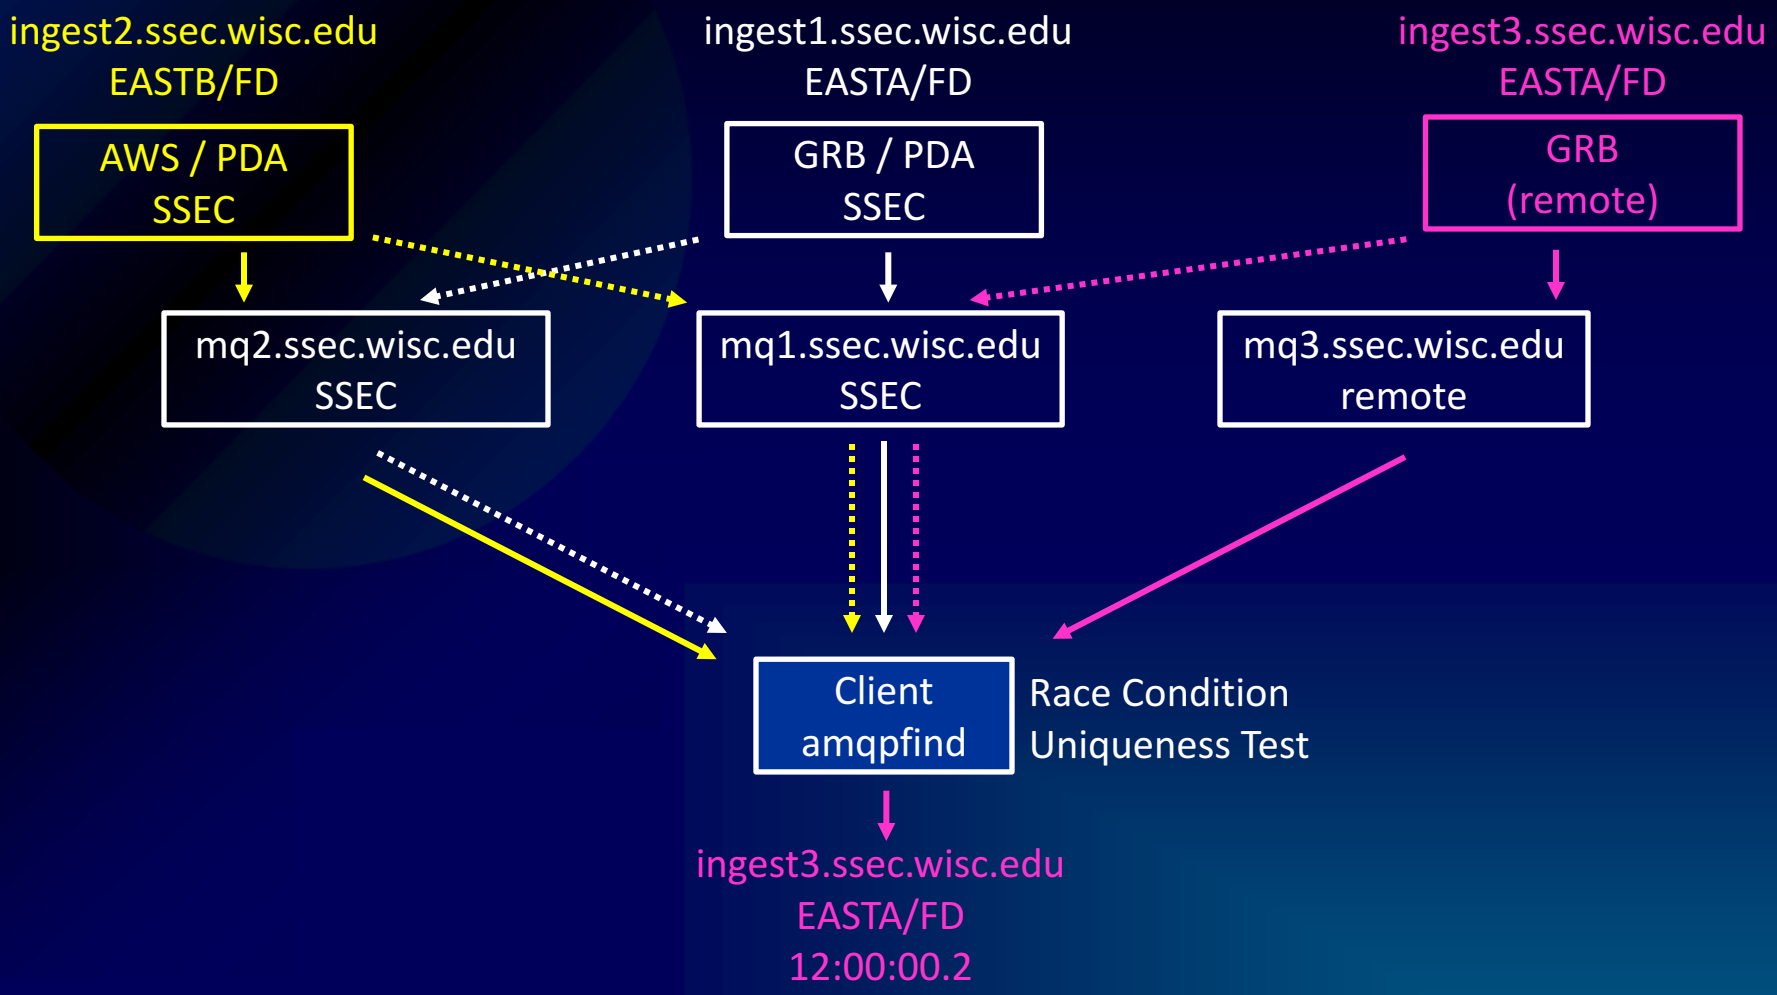 ingest2.ssec.wisc.edu
EASTB/FD
AWS / PDA
SSEC
ingest1.ssec.wisc.edu
EASTA/FD
GRB / PDA
SSEC
ingest3.ssec.wisc.edu
EASTA/FD
GRB
(remote)
mq2.ssec.wisc.edu
SSEC
mq1.ssec.wisc.edu
SSEC
mq3.ssec.wisc.edu
remote
Client
amqpfind
Race Condition
Uniqueness Test
ingest3.ssec.wisc.edu
EASTA/FD
12:00:00.2